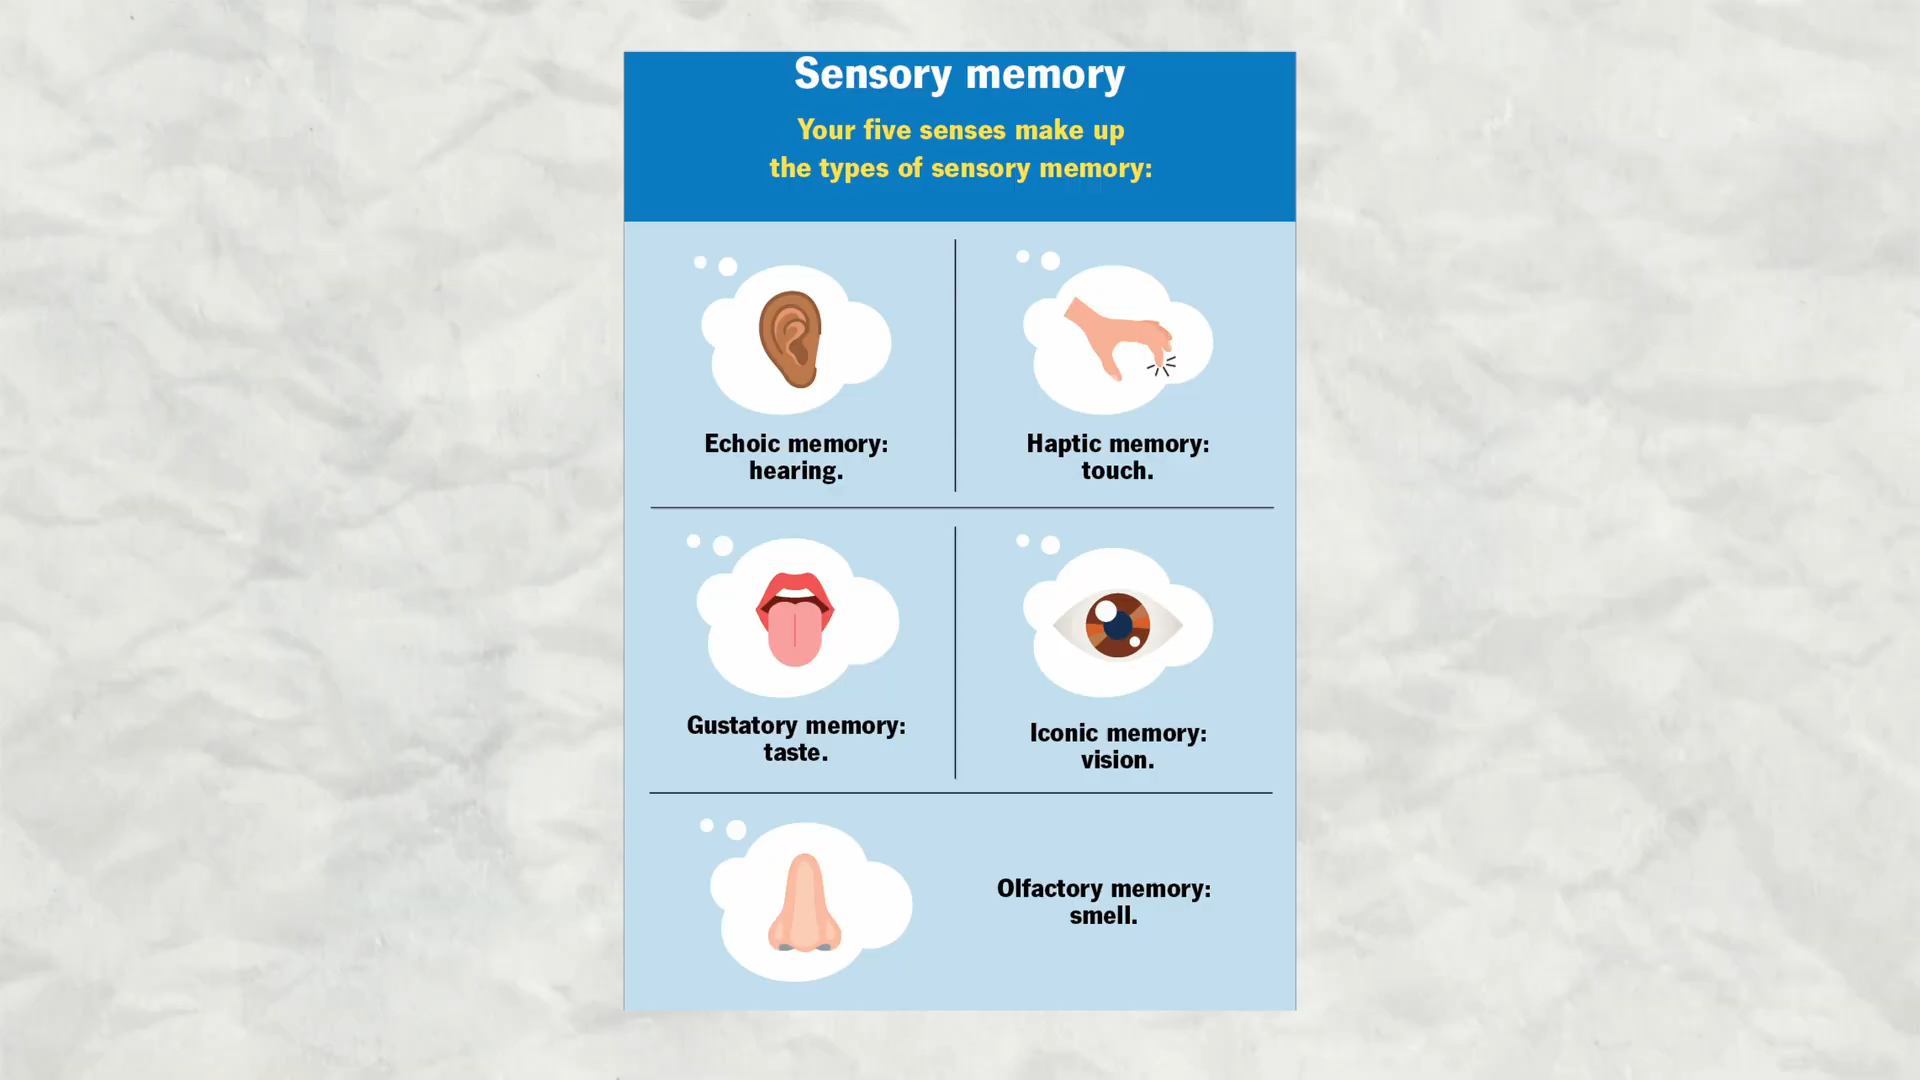 Sensory memory
Your five senses make up
the types of sensory memory:
Echoic memory:
hearing.
Haptic memory:
touch.
Gustatory memory:
taste.
Iconic memory:
vision.
Olfactory memory:
smell.